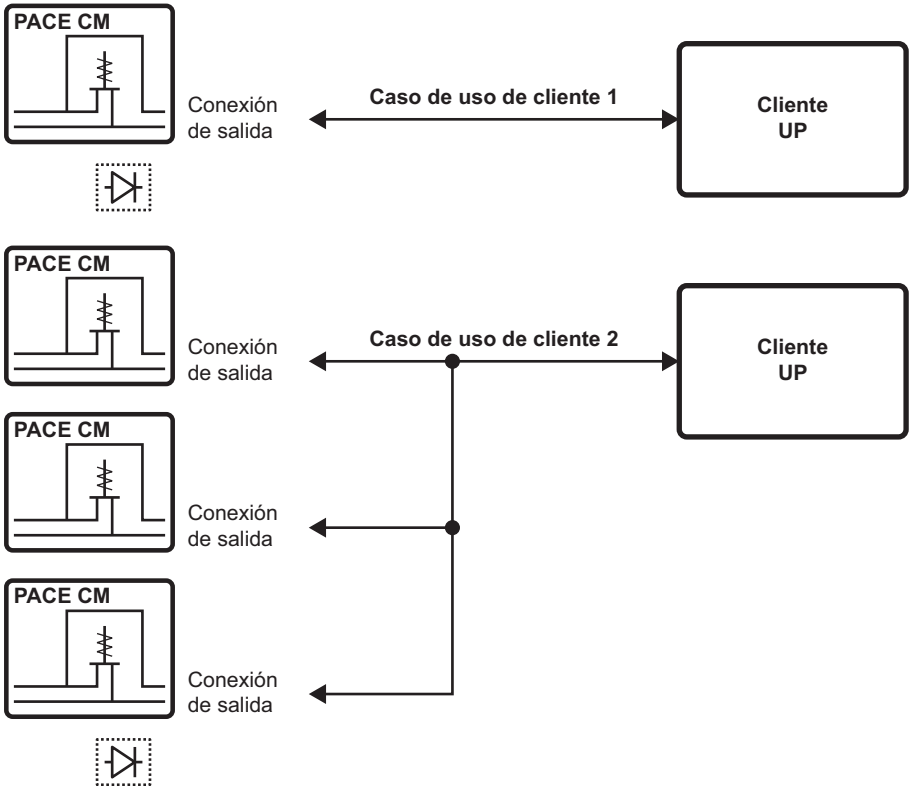 PACE CM
Conexión
de salida
Caso de uso de cliente 1
Cliente
UP
PACE CM
Conexión
de salida
Caso de uso de cliente 2
Cliente
UP
PACE CM
Conexión
de salida
PACE CM
Conexión
de salida